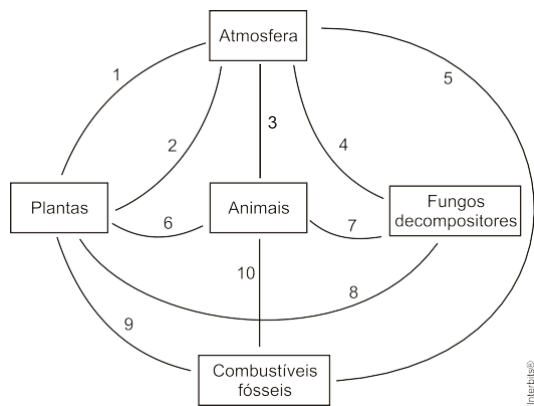 Atmosfera
1
5
2
3
4
Plantas
Animais
Fungos
decompositores
6
7
10
8
9
Combustíveis
fósseis
Interbits®